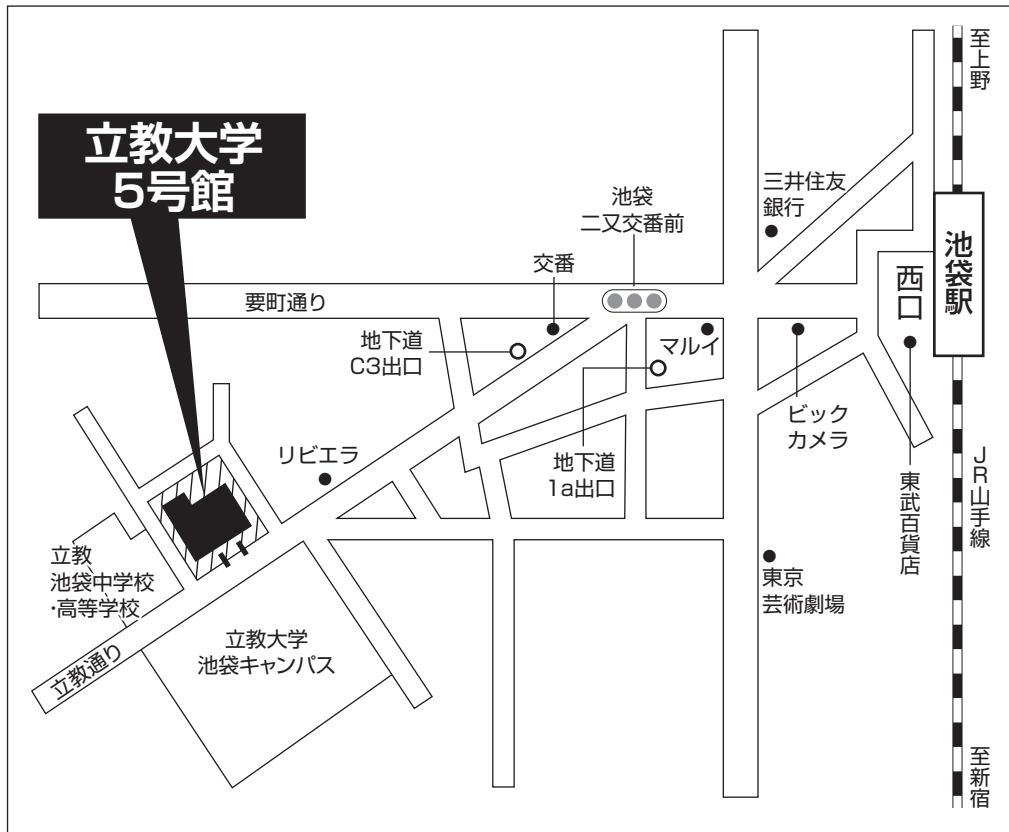 至上野
立教大学
5号館
三井住友
銀行
池袋
二又交番前
池袋駅
交番
西口
要町通り
地下道
C3出口
マルイ
ビック
カメラ
リビエラ
地下道
1a出口
東武百貨店
JR山手線
立教
池袋中学校
・高等学校
東京
芸術劇場
立教大学
池袋キャンパス
立教通り
至新宿